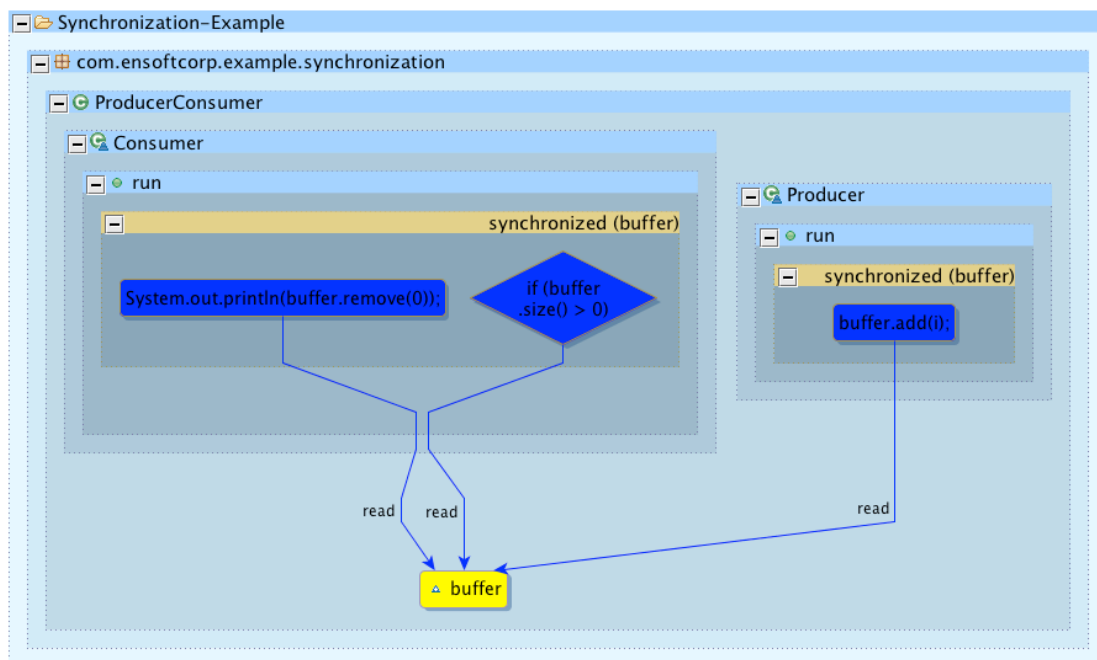 Synchronization-Example
com.ensoftcorp.example.synchronization
ProducerConsumer
Consumer
run
synchronized (buffer)
System.out.println(buffer.remove(0));
if (buffer
.size() > 0)
Producer
run
synchronized (buffer)
buffer.add(i);
read
read
read
buffer